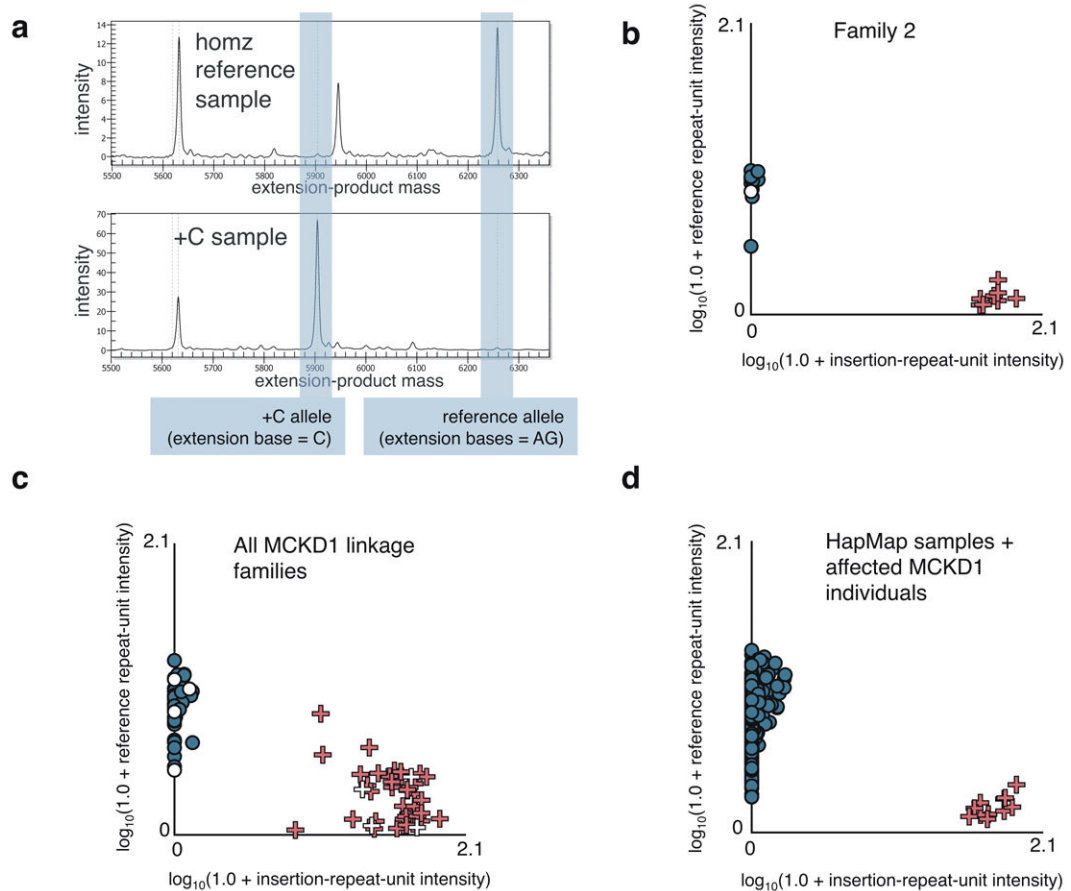 a
14
12
10
8
6
4
2
0
intensity
homz
reference
sample
5500 5600 5700 5800 5900 6000 6100 6200 6300
extension-product mass
70
60
50
40
30
20
10
0
intensity
+C sample
5500 5600 5700 5800 5900 6000 6100 6200 6300
extension-product mass
+C allele
(extension base = C)
reference allele
(extension bases = AG)
b
Family 2
2.1
log10(1.0 + reference repeat-unit intensity)
0
0 2.1
log10(1.0 + insertion-repeat-unit intensity)
c
All MCKD1 linkage
families
2.1
log10(1.0 + reference repeat-unit intensity)
0
0 2.1
log10(1.0 + insertion-repeat-unit intensity)
d
HapMap samples +
affected MCKD1
individuals
2.1
log10(1.0 + reference repeat-unit intensity)
0
0 2.1
log10(1.0 + insertion-repeat-unit intensity)